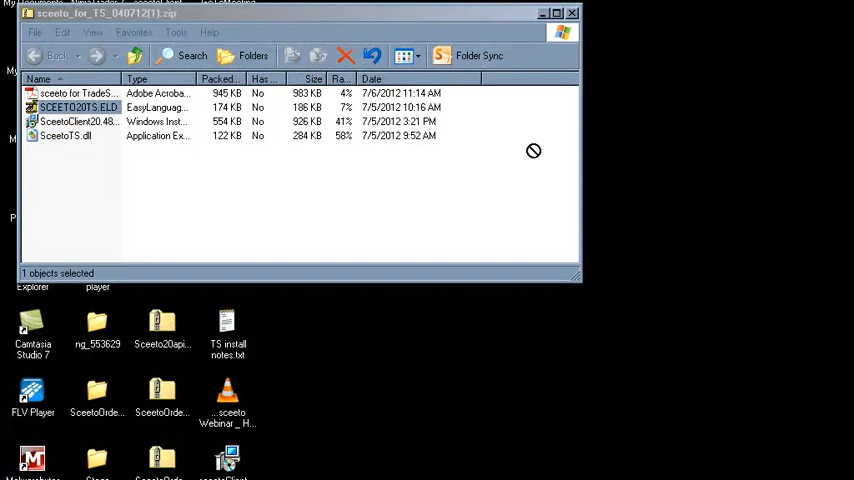 sceeto_for_TS_040712(1).zip
File Edit View Favorites Tools Help
Back Search Folders Folder Sync
Name Type Packed... Has ... Size Ra... Date
sceeto for TradeS... Adobe Acroba... 945 KB No 983 KB 4% 7/6/2012 11:14 AM
SCEETO20TS.ELD EasyLanguag... 174 KB No 186 KB 7% 7/5/2012 10:16 AM
SceetoClient20.48... Windows Inst... 554 KB No 926 KB 41% 7/5/2012 3:21 PM
SceetoTS.dll Application Ex... 122 KB No 284 KB 58% 7/5/2012 9:52 AM
1 objects selected
Explorer player
Camtasia Studio 7
ng_553629
Sceeto20api...
TS install notes.txt
FLV Player
SceetoOrde...
SceetoOrde...
...sceeto Webinar _ H...